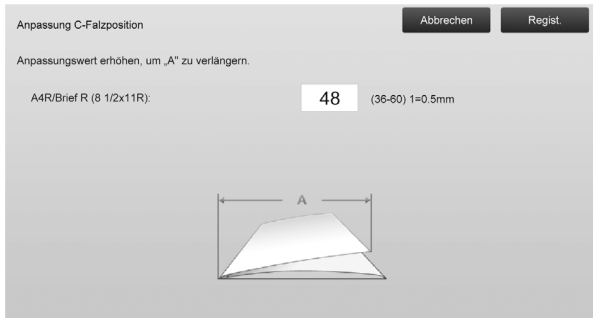 Anpassung C-Falzposition
Abbrechen
Regist.
Anpassungswert erhöhen, um „A" zu verlängern.
A4R/Brief R (8 1/2x11R):
48
(36-60) 1=0.5mm
A